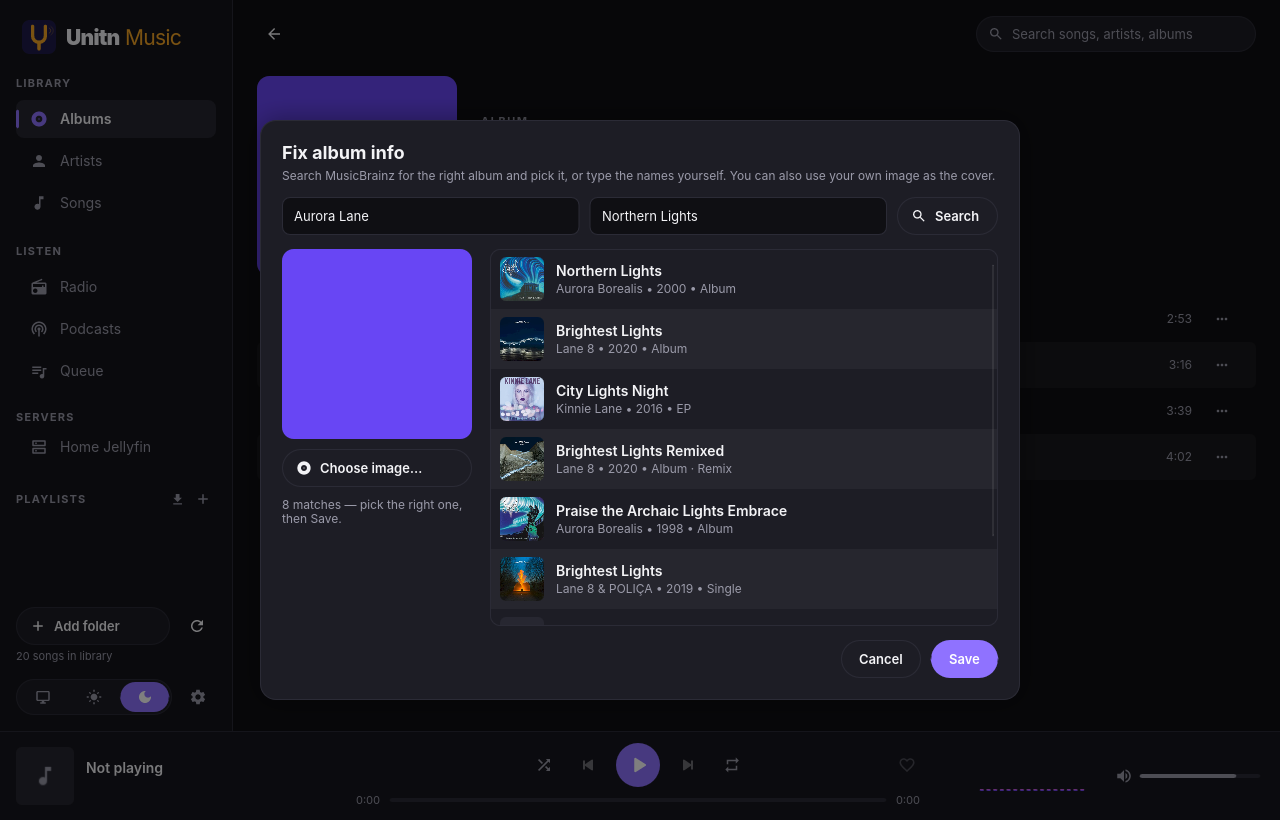 Unitn Music
Search songs, artists, albums
LIBRARY
Albums
Artists
Songs
LISTEN
Radio
Podcasts
Queue
SERVERS
Home Jellyfin
PLAYLISTS
Add folder
20 songs in library
ALBUM
Fix album info
Search MusicBrainz for the right album and pick it, or type the names yourself. You can also use your own image as the cover.
Aurora Lane
Northern Lights
Search
Choose image…
8 matches — pick the right one,
then Save.
Northern Lights
Aurora Borealis • 2000 • Album
Brightest Lights
Lane 8 • 2020 • Album
KINNIE LANE
City Lights Night
Kinnie Lane • 2016 • EP
Brightest Lights Remixed
Lane 8 • 2020 • Album · Remix
Praise the Archaic Lights Embrace
Aurora Borealis • 1998 • Album
Brightest Lights
Lane 8 & POLIÇA • 2019 • Single
Cancel
Save
2:53
3:16
3:39
4:02
Not playing
0:00
0:00